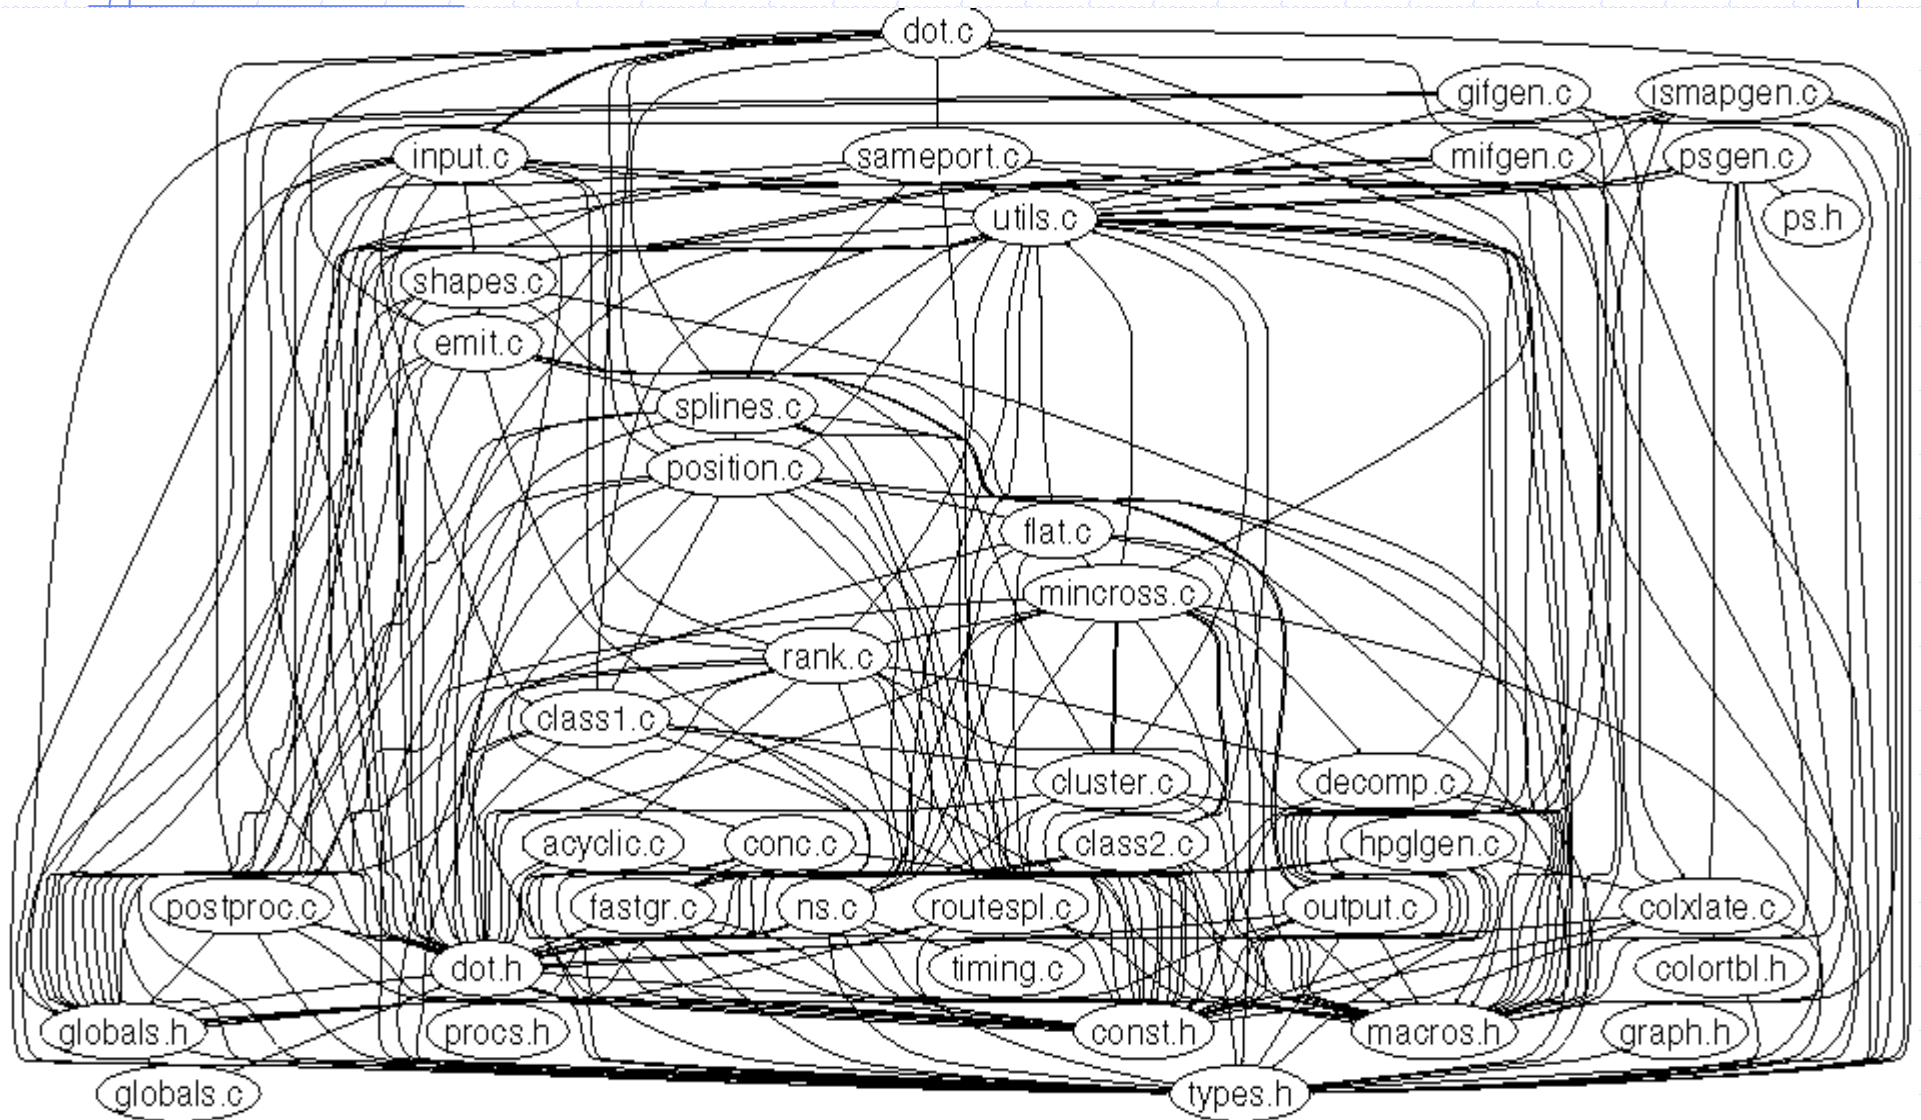 dot.c
gifgen.c
ismapgen.c
input.c
sameport.c
mifgen.c
psgen.c
utils.c
ps.h
shapes.c
emit.c
splines.c
position.c
flat.c
mincross.c
rank.c
class1.c
cluster.c
decomp.c
acyclic.c
conc.c
class2.c
hpglgen.c
postproc.c
fastgr.c
ns.c
routespl.c
output.c
colxlate.c
dot.h
timing.c
colortbl.h
globals.h
procs.h
const.h
macros.h
graph.h
globals.c
types.h